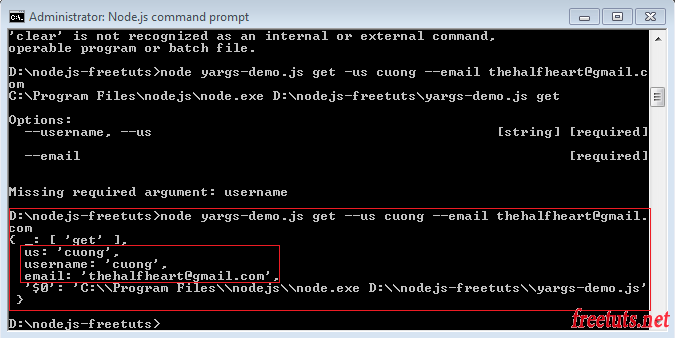 Administrator: Node.js command prompt
'clear' is not recognized as an internal or external command,
operable program or batch file.
D:\nodejs-freetuts>node yargs-demo.js get -us cuong --email thehalfheart@gmail.c
om
C:\Program Files\nodejs\node.exe D:\nodejs-freetuts\yargs-demo.js get
Options:
  --username, --us                                              [string] [required]
  --email                                                                [required]
Missing required argument: username
D:\nodejs-freetuts>node yargs-demo.js get --us cuong --email thehalfheart@gmail.
com
{ _: [ 'get' ],
  us: 'cuong',
  username: 'cuong',
  email: 'thehalfheart@gmail.com',
  '$0': 'C:\\Program Files\\nodejs\\node.exe D:\\nodejs-freetuts\\yargs-demo.js'
 }
D:\nodejs-freetuts>
freetuts.net